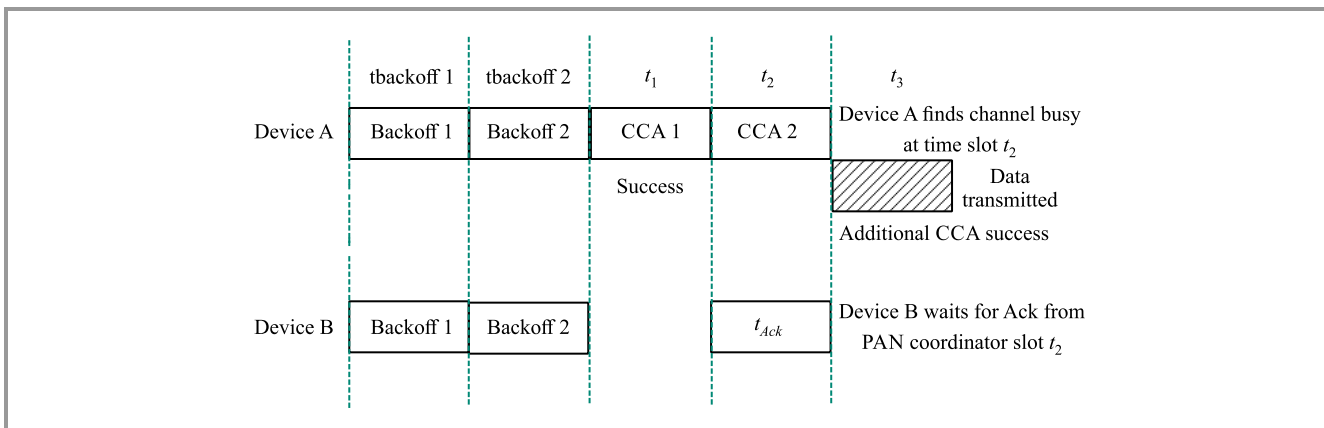 tbackoff 1 tbackoff 2 t1 t2 t3
Device A Backoff 1 Backoff 2 CCA 1 CCA 2 Device A finds channel busy
at time slot t2
Success
Data
transmitted
Additional CCA success
Device B Backoff 1 Backoff 2 tAck Device B waits for Ack from
PAN coordinator slot t2